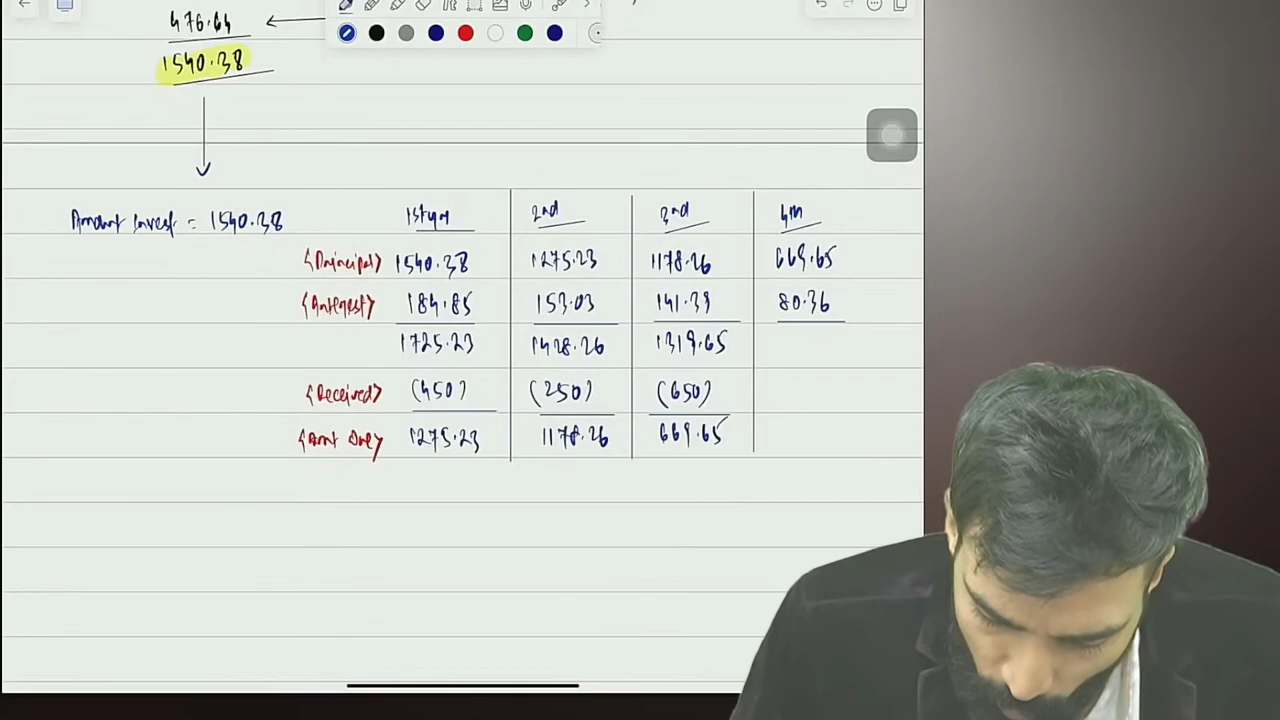 476.64
1540.38
Amount Invest = 1540.38
1st yr 2nd 3rd 4th
{Principal} 1540.38 1275.23 1178.26 669.65
{Interest} 184.85 153.03 141.39 80.36
1725.23 1428.26 1319.65
{Received} (450) (250) (650)
{Amt Due} 1275.23 1178.26 669.65